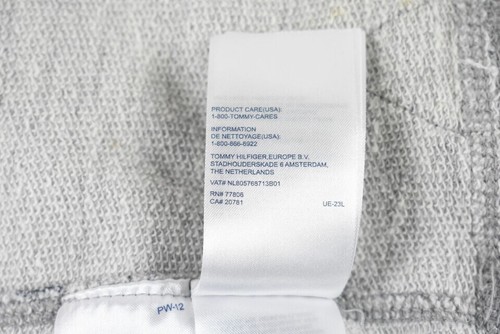 PRODUCT CARE(USA):
1-800-TOMMY-CARES
INFORMATION
DE NETTOYAGE(USA):
1-800-866-6922
TOMMY HILFIGER,EUROPE B.V.
STADHOUDERSKADE 6 AMSTERDAM,
THE NETHERLANDS
VAT# NL805768713B01
RN# 77806
CA# 20781 UE-Z3L
PW-12